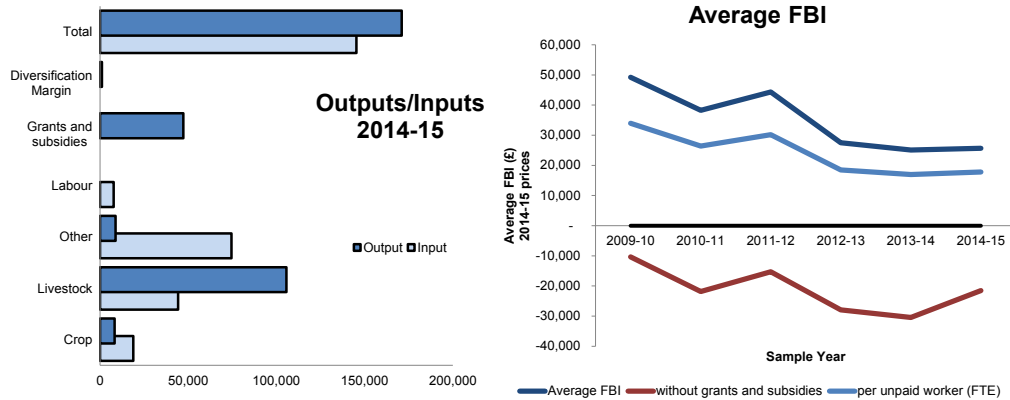 Total
Diversification
Margin
Grants and
subsidies
Labour
Other
Livestock
Crop
Outputs/Inputs
2014-15
Output Input
0 50,000 100,000 150,000 200,000
Average FBI
Average FBI (£)
2014-15 prices
60,000
50,000
40,000
30,000
20,000
10,000
-
-10,000
-20,000
-30,000
-40,000
2009-10 2010-11 2011-12 2012-13 2013-14 2014-15
Sample Year
Average FBI without grants and subsidies per unpaid worker (FTE)